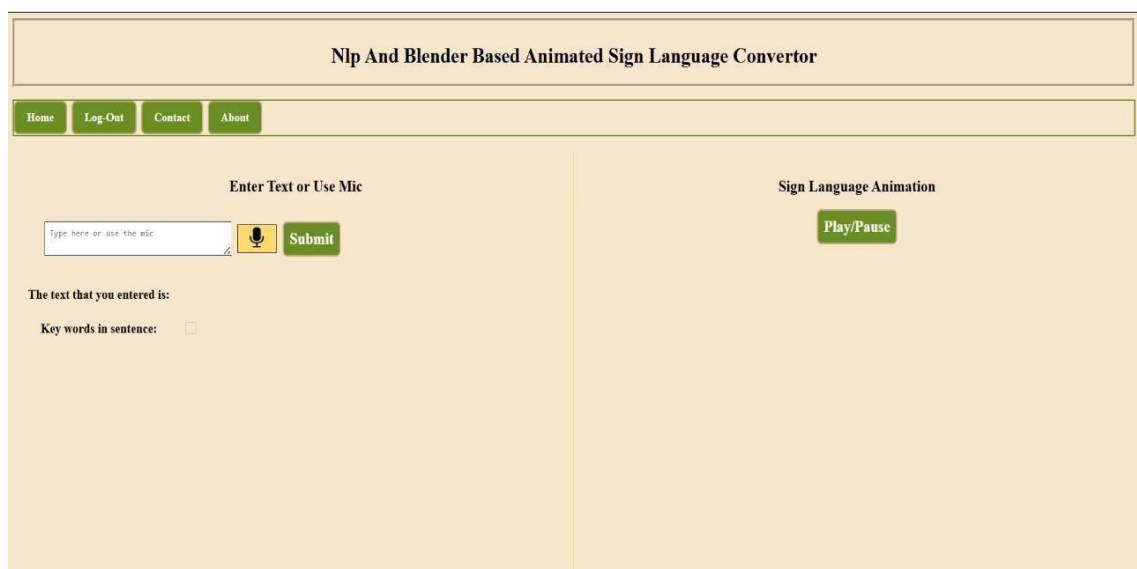 Nlp And Blender Based Animated Sign Language Convertor
Home Log-Out Contact About
Enter Text or Use Mic
Type here or use the mic
Submit
The text that you entered is:
Key words in sentence:
Sign Language Animation
Play/Pause